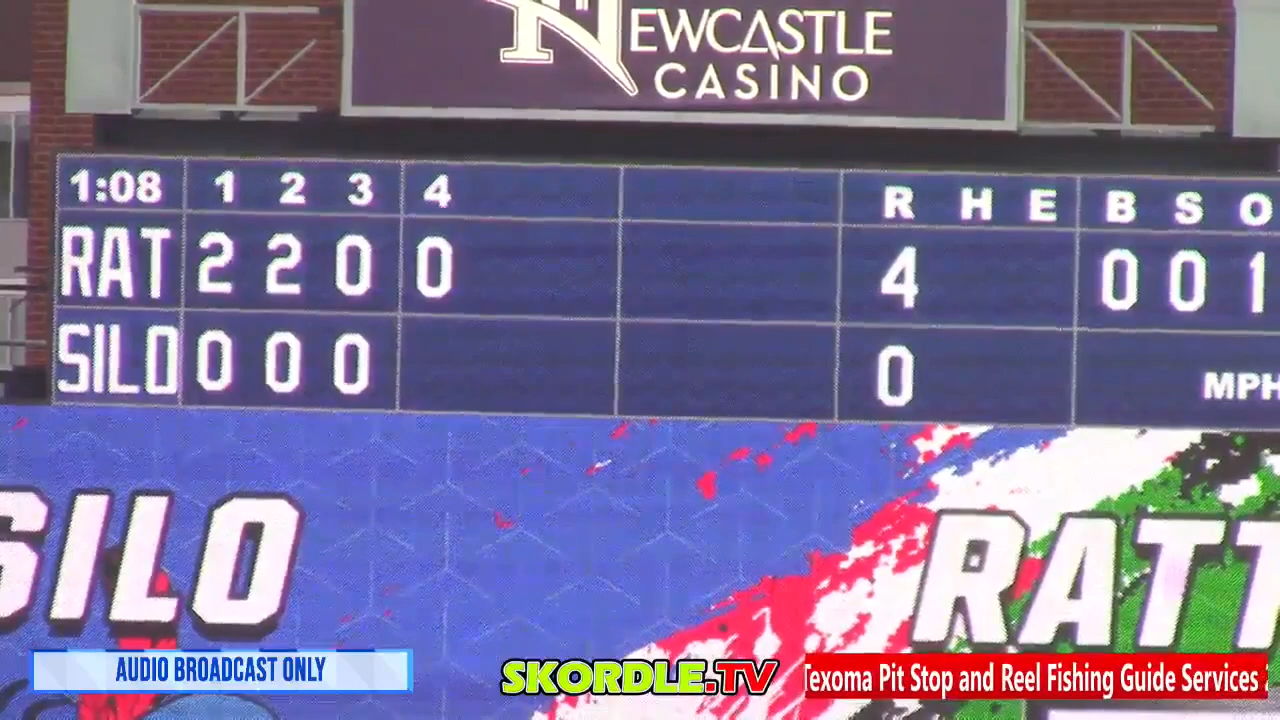 NEWCASTLE
CASINO
1:08 1 2 3 4 R H E B S O
RAT 2 2 0 0 4 0 0 1
SILO 0 0 0 0 MPH
SILO
RATT
AUDIO BROADCAST ONLY
SKORDLE.TV
Texoma Pit Stop and Reel Fishing Guide Services